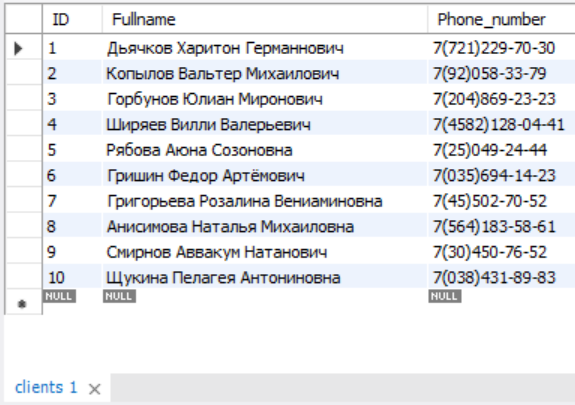 ID Fullname Phone_number
1 Дьячков Харитон Германнович 7(721)229-70-30
2 Копылов Вальтер Михаилович 7(92)058-33-79
3 Горбунов Юлиан Миронович 7(204)869-23-23
4 Ширяев Вилли Валерьевич 7(4582)128-04-41
5 Рябова Аюна Созоновна 7(25)049-24-44
6 Гришин Федор Артёмович 7(035)694-14-23
7 Григорьева Розалина Вениаминовна 7(45)502-70-52
8 Анисимова Наталья Михаиловна 7(564)183-58-61
9 Смирнов Аввакум Натанович 7(30)450-76-52
10 Щукина Пелагея Антониновна 7(038)431-89-83
NULL NULL NULL
clients 1